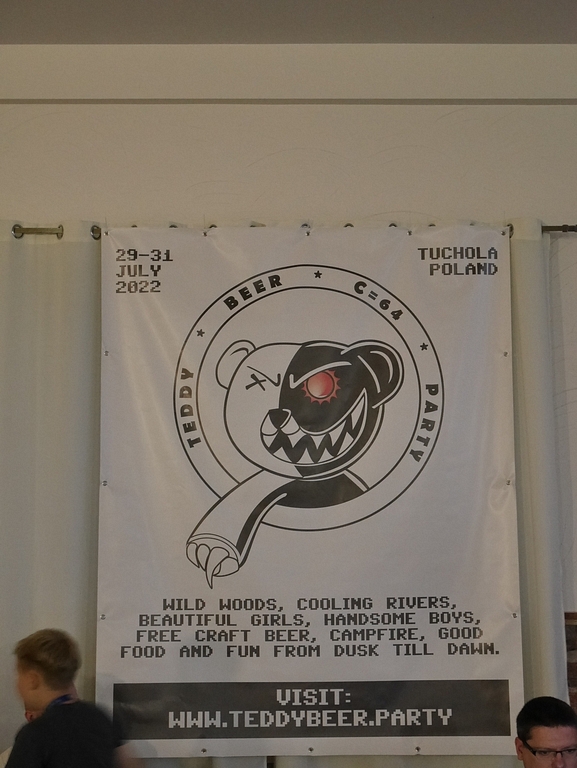 29-31
JULY
2022
TUCHOLA
POLAND
TEDDY * BEER * C=64 * PARTY
WILD WOODS, COOLING RIVERS,
BEAUTIFUL GIRLS, HANDSOME BOYS,
FREE CRAFT BEER, CAMPFIRE, GOOD
FOOD AND FUN FROM DUSK TILL DAWN.
VISIT:
WWW.TEDDYBEER.PARTY